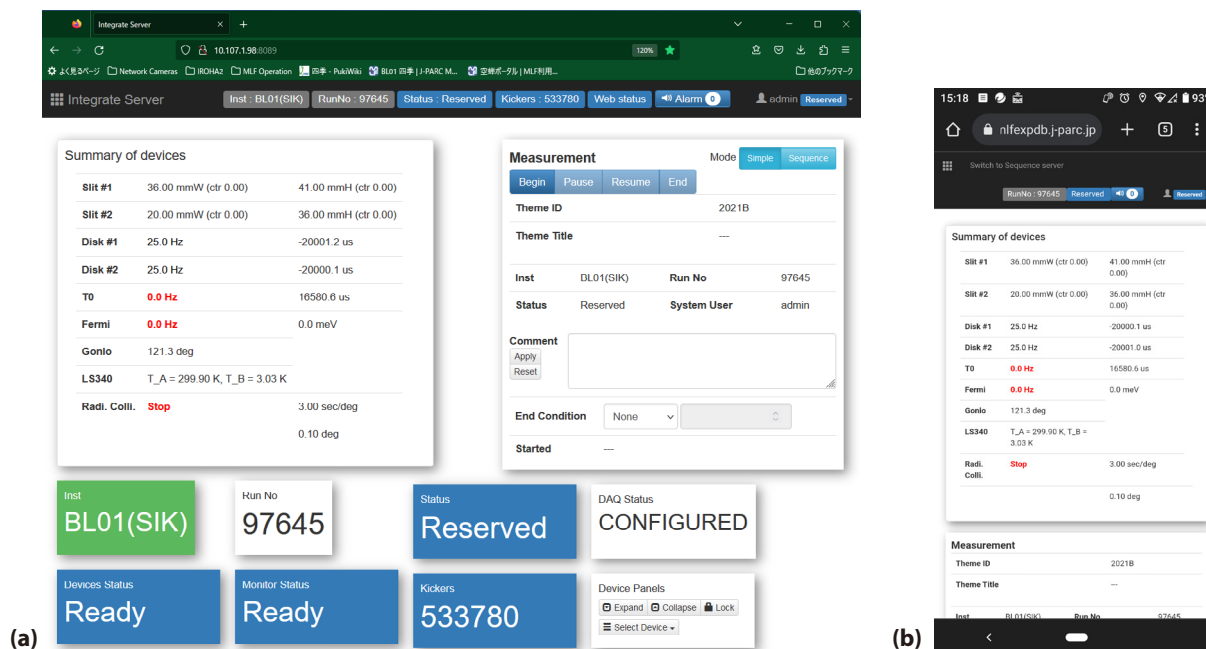 Integrate Server × +
10.107.1.98:8089 120%
よく見るページ Network Cameras IROHA2 MLF Operation 四季 - PukiWiki BL01 四季 | J-PARC M... 空蝉ポータル | MLF利用... 他のブックマーク
Integrate Server Inst : BL01(SIK) RunNo : 97645 Status : Reserved Kickers : 533780 Web status Alarm 0 admin Reserved
Summary of devices
Slit #1 36.00 mmW (ctr 0.00) 41.00 mmH (ctr 0.00)
Slit #2 20.00 mmW (ctr 0.00) 36.00 mmH (ctr 0.00)
Disk #1 25.0 Hz -20001.2 us
Disk #2 25.0 Hz -20000.1 us
T0 0.0 Hz 16580.6 us
Fermi 0.0 Hz 0.0 meV
Gonio 121.3 deg
LS340 T_A = 299.90 K, T_B = 3.03 K
Radi. Colli. Stop 3.00 sec/deg
0.10 deg
Measurement Mode Simple Sequence
Begin Pause Resume End
Theme ID 2021B
Theme Title ---
Inst BL01(SIK) Run No 97645
Status Reserved System User admin
Comment
Apply
Reset
End Condition None
Started ---
Inst
BL01(SIK)
Run No
97645
Status
Reserved
DAQ Status
CONFIGURED
Devices Status
Ready
Monitor Status
Ready
Kickers
533780
Device Panels
Expand Collapse Lock
Select Device
(a)
15:18 93%
nlfexpdb.j-parc.jp + 5
Switch to Sequence server
RunNo : 97645 Reserved 0 Reserved
Summary of devices
Slit #1 36.00 mmW (ctr 0.00) 41.00 mmH (ctr
0.00)
Slit #2 20.00 mmW (ctr 0.00) 36.00 mmH (ctr
0.00)
Disk #1 25.0 Hz -20000.1 us
Disk #2 25.0 Hz -20001.0 us
T0 0.0 Hz 16580.6 us
Fermi 0.0 Hz 0.0 meV
Gonio 121.3 deg
LS340 T_A = 299.90 K, T_B =
3.03 K
Radi. Stop 3.00 sec/deg
Colli.
0.10 deg
Measurement
Theme ID 2021B
Theme Title ---
Inst BL01(SIK) Run No 97645
(b)